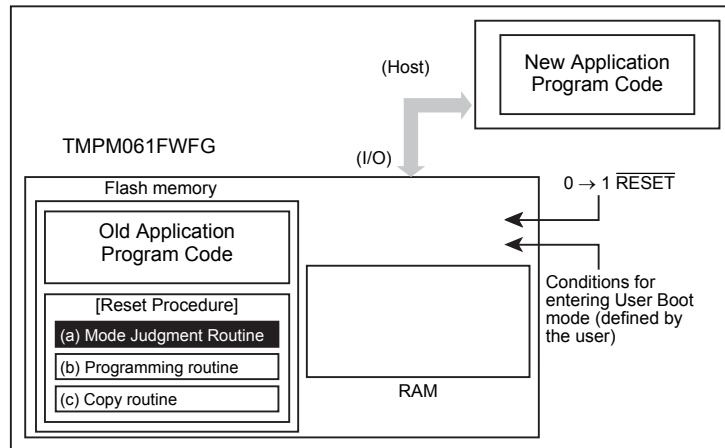 New Application
Program Code
(Host)
TMPM061FWFG
(I/O)
0 → 1 RESET
Flash memory
Old Application
Program Code
[Reset Procedure]
(a) Mode Judgment Routine
(b) Programming routine
(c) Copy routine
RAM
Conditions for
entering User Boot
mode (defined by
the user)